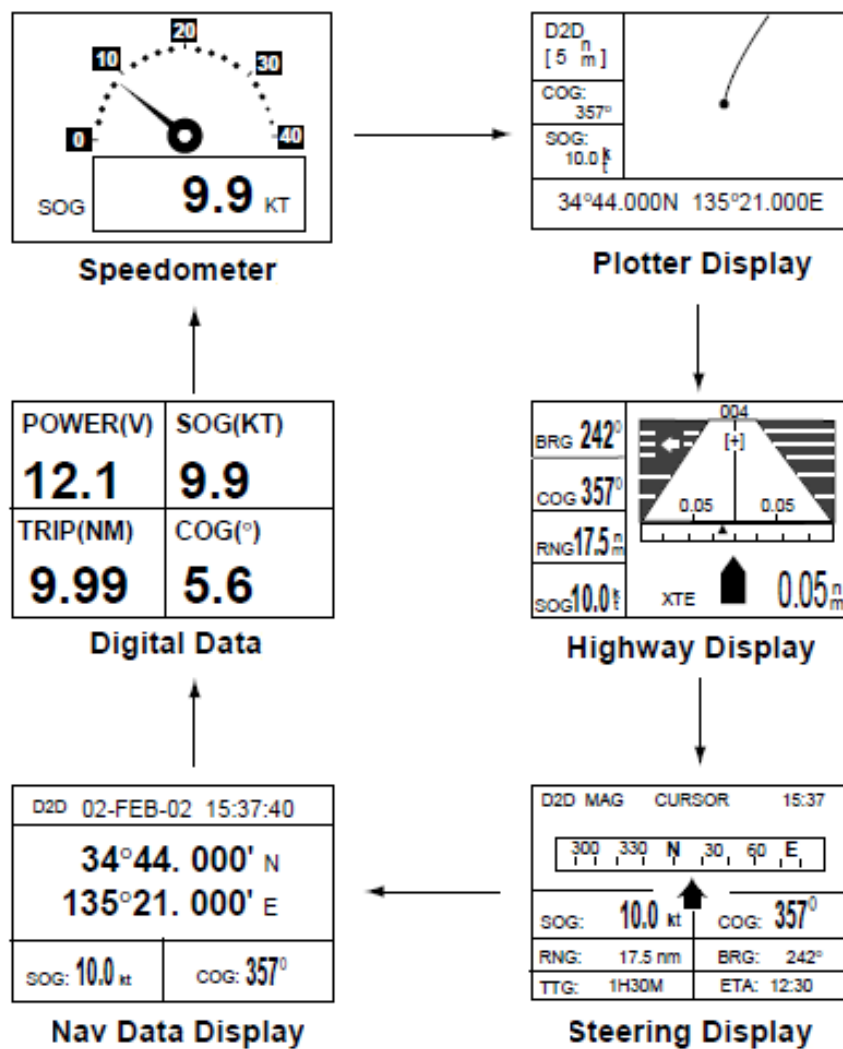 20
10
30
0
40
SOG 9.9 KT
Speedometer
D2D
[ 5 nm ]
COG:
357°
SOG:
10.0 kt
34°44.000N 135°21.000E
Plotter Display
POWER(V) SOG(KT)
12.1 9.9
TRIP(NM) COG(°)
9.99 5.6
Digital Data
004
BRG 242°
[+]
COG 357°
0.05 0.05
RNG 17.5 nm
SOG 10.0 kt
XTE 0.05 nm
Highway Display
D2D 02-FEB-02 15:37:40
34°44. 000' N
135°21. 000' E
SOG: 10.0 kt COG: 357°
Nav Data Display
D2D MAG CURSOR 15:37
300 330 N 30 60 E
SOG: 10.0 kt COG: 357°
RNG: 17.5 nm BRG: 242°
TTG: 1H30M ETA: 12:30
Steering Display